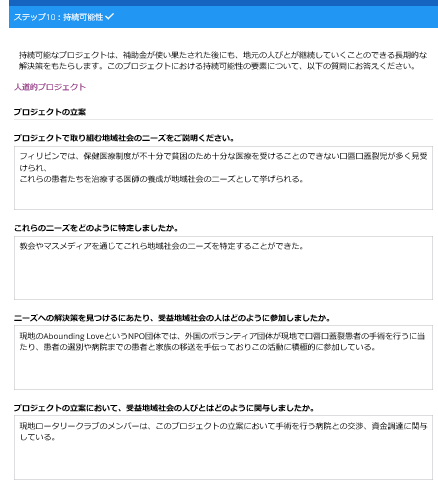 ステップ10：持続可能性✓
持続可能なプロジェクトは、補助金が使い果たされた後にも、地元の人びとが継続していくことのできる長期的な
解決策をもたらします。このプロジェクトにおける持続可能性の要素について、以下の質問にお答えください。
人道的プロジェクト
プロジェクトの立案
プロジェクトで取り組む地域社会のニーズをご説明ください。
フィリピンでは、保健医療制度が不十分で貧困のため十分な医療を受けることのできない口唇口蓋裂児が多く見受
けられ、
これらの患者たちを治療する医師の養成が地域社会のニーズとして挙げられる。
これらのニーズをどのように特定しましたか。
教会やマスメディアを通じてこれら地域社会のニーズを特定することができた。
ニーズへの解決策を見つけるにあたり、受益地域社会の人はどのように参加しましたか。
現地のAbounding LoveというNPO団体では、外国のボランティア団体が現地で口唇口蓋裂患者の手術を行うに当
たり、患者の選別や病院までの患者と家族の移送を手伝っておりこの活動に積極的に参加している。
プロジェクトの立案において、受益地域社会の人びとはどのように関与しましたか。
現地ロータリークラブのメンバーは、このプロジェクトの立案において手術を行う病院との交渉、資金調達に関与
している。